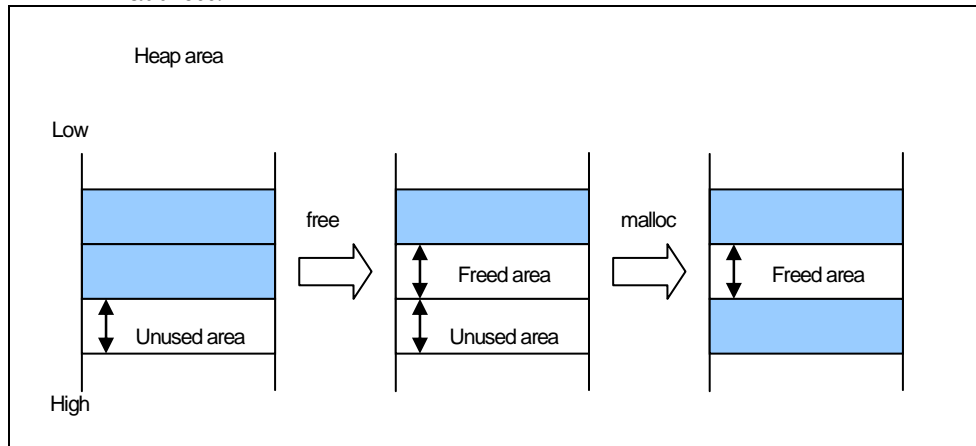 Heap area
Low
free
malloc
Freed area
Freed area
Unused area
Unused area
High